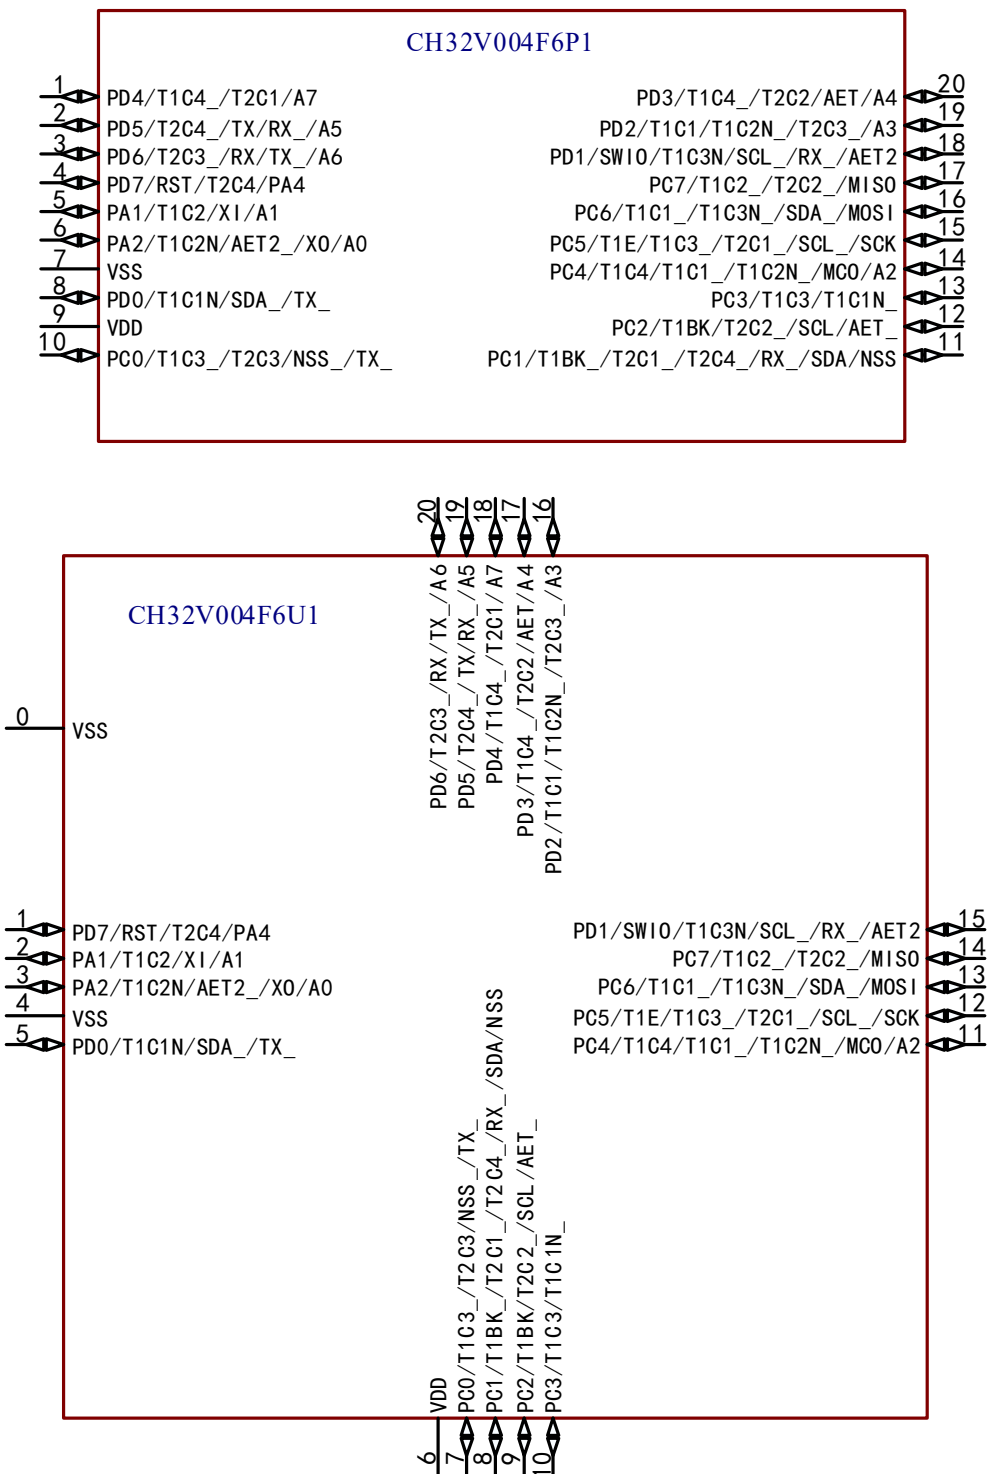 CH32V004F6P1
1 PD4/T1C4_/T2C1/A7
2 PD5/T2C4_/TX/RX_/A5
3 PD6/T2C3_/RX/TX_/A6
4 PD7/RST/T2C4/PA4
5 PA1/T1C2/XI/A1
6 PA2/T1C2N/AET2_/XO/A0
7 VSS
8 PD0/T1C1N/SDA_/TX_
9 VDD
10 PC0/T1C3_/T2C3/NSS_/TX_
PD3/T1C4_/T2C2/AET/A4 20
PD2/T1C1/T1C2N_/T2C3_/A3 19
PD1/SWIO/T1C3N/SCL_/RX_/AET2 18
PC7/T1C2_/T2C2_/MISO 17
PC6/T1C1_/T1C3N_/SDA_/MOSI 16
PC5/T1E/T1C3_/T2C1_/SCL_/SCK 15
PC4/T1C4/T1C1_/T1C2N_/MCO/A2 14
PC3/T1C3/T1C1N_ 13
PC2/T1BK/T2C2_/SCL/AET_ 12
PC1/T1BK_/T2C1_/T2C4_/RX_/SDA/NSS 11
CH32V004F6U1
20 PD6/T2C3_/RX/TX_/A6
19 PD5/T2C4_/TX/RX_/A5
18 PD4/T1C4_/T2C1/A7
17 PD3/T1C4_/T2C2/AET/A4
16 PD2/T1C1/T1C2N_/T2C3_/A3
0 VSS
1 PD7/RST/T2C4/PA4
2 PA1/T1C2/XI/A1
3 PA2/T1C2N/AET2_/XO/A0
4 VSS
5 PD0/T1C1N/SDA_/TX_
PD1/SWIO/T1C3N/SCL_/RX_/AET2 15
PC7/T1C2_/T2C2_/MISO 14
PC6/T1C1_/T1C3N_/SDA_/MOSI 13
PC5/T1E/T1C3_/T2C1_/SCL_/SCK 12
PC4/T1C4/T1C1_/T1C2N_/MCO/A2 11
6 VDD
7 PC0/T1C3_/T2C3/NSS_/TX_
8 PC1/T1BK_/T2C1_/T2C4_/RX_/SDA/NSS
9 PC2/T1BK/T2C2_/SCL/AET_
10 PC3/T1C3/T1C1N_